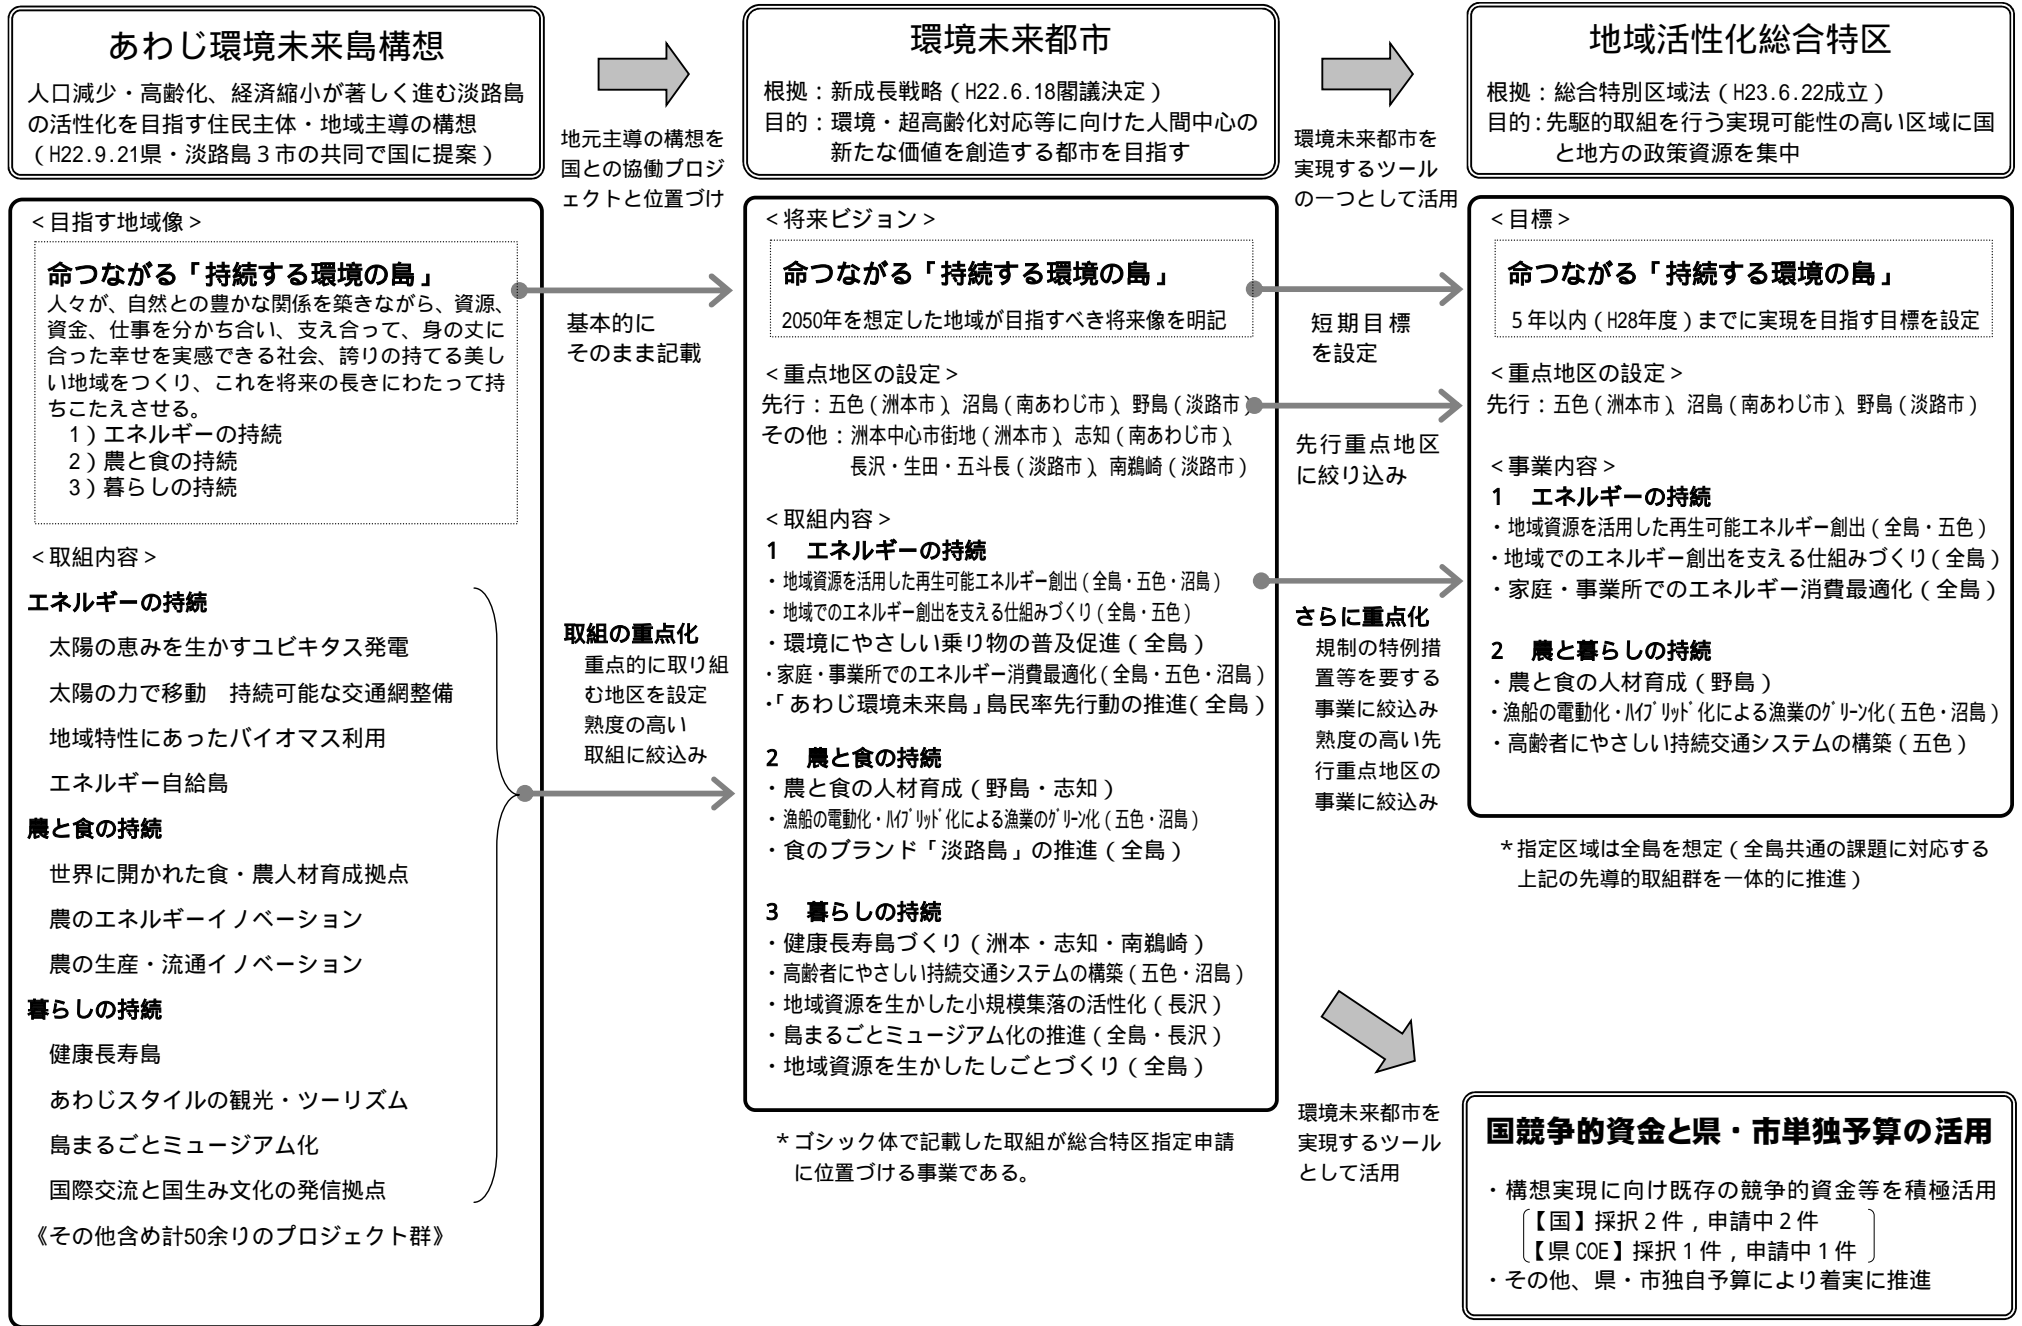 あわじ環境未来島構想
人口減少・高齢化、経済縮小が著しく進む淡路島
の活性化を目指す住民主体・地域主導の構想
（H22.9.21県・淡路島３市の共同で国に提案）
地元主導の構想を
国との協働プロジ
ェクトと位置づけ
環境未来都市
根拠：新成長戦略（H22.6.18閣議決定）
目的：環境・超高齢化対応等に向けた人間中心の
新たな価値を創造する都市を目指す
環境未来都市を
実現するツール
の一つとして活用
地域活性化総合特区
根拠：総合特別区域法（H23.6.22成立）
目的：先駆的取組を行う実現可能性の高い区域に国
と地方の政策資源を集中
＜目指す地域像＞
命つながる「持続する環境の島」
人々が、自然との豊かな関係を築きながら、資源、
資金、仕事を分かち合い、支え合って、身の丈に
合った幸せを実感できる社会、誇りの持てる美し
い地域をつくり、これを将来の長きにわたって持
ちこたえさせる。
1）エネルギーの持続
2）農と食の持続
3）暮らしの持続
＜取組内容＞
エネルギーの持続
太陽の恵みを生かすユビキタス発電
太陽の力で移動　持続可能な交通網整備
地域特性にあったバイオマス利用
エネルギー自給島
農と食の持続
世界に開かれた食・農人材育成拠点
農のエネルギーイノベーション
農の生産・流通イノベーション
暮らしの持続
健康長寿島
あわじスタイルの観光・ツーリズム
島まるごとミュージアム化
国際交流と国生み文化の発信拠点
《その他含め計50余りのプロジェクト群》
基本的に
そのまま記載
取組の重点化
重点的に取り組
む地区を設定
熟度の高い
取組に絞込み
＜将来ビジョン＞
命つながる「持続する環境の島」
2050年を想定した地域が目指すべき将来像を明記
＜重点地区の設定＞
先行：五色（洲本市）、沼島（南あわじ市）、野島（淡路市）
その他：洲本中心市街地（洲本市）、志知（南あわじ市）、
長沢・生田・五斗長（淡路市）、南鵜崎（淡路市）
＜取組内容＞
1　エネルギーの持続
・地域資源を活用した再生可能エネルギー創出（全島・五色・沼島）
・地域でのエネルギー創出を支える仕組みづくり（全島・五色）
・環境にやさしい乗り物の普及促進（全島）
・家庭・事業所でのエネルギー消費最適化（全島・五色・沼島）
・「あわじ環境未来島」島民率先行動の推進（全島）
2　農と食の持続
・農と食の人材育成（野島・志知）
・漁船の電動化・ﾊｲﾌﾞﾘｯﾄﾞ化による漁業のｸﾞﾘｰﾝ化（五色・沼島）
・食のブランド「淡路島」の推進（全島）
3　暮らしの持続
・健康長寿島づくり（洲本・志知・南鵜崎）
・高齢者にやさしい持続交通システムの構築（五色・沼島）
・地域資源を生かした小規模集落の活性化（長沢）
・島まるごとミュージアム化の推進（全島・長沢）
・地域資源を生かしたしごとづくり（全島）
＊ゴシック体で記載した取組が総合特区指定申請
に位置づける事業である。
短期目標
を設定
先行重点地区
に絞り込み
さらに重点化
規制の特例措
置等を要する
事業に絞込み
熟度の高い先
行重点地区の
事業に絞込み
環境未来都市を
実現するツール
として活用
＜目標＞
命つながる「持続する環境の島」
５年以内（H28年度）までに実現を目指す目標を設定
＜重点地区の設定＞
先行：五色（洲本市）、沼島（南あわじ市）、野島（淡路市）
＜事業内容＞
1　エネルギーの持続
・地域資源を活用した再生可能エネルギー創出（全島・五色）
・地域でのエネルギー創出を支える仕組みづくり（全島）
・家庭・事業所でのエネルギー消費最適化（全島）
2　農と暮らしの持続
・農と食の人材育成（野島）
・漁船の電動化・ﾊｲﾌﾞﾘｯﾄﾞ化による漁業のｸﾞﾘｰﾝ化（五色・沼島）
・高齢者にやさしい持続交通システムの構築（五色）
＊指定区域は全島を想定（全島共通の課題に対応する
上記の先導的取組群を一体的に推進）
国競争的資金と県・市単独予算の活用
・構想実現に向け既存の競争的資金等を積極活用
【国】採択２件，申請中２件
【県COE】採択１件，申請中１件
・その他、県・市独自予算により着実に推進